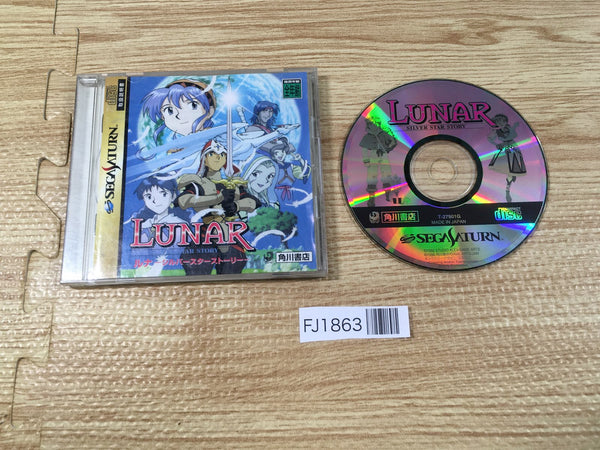 SEGA SATURN
LUNAR
SILVER STAR STORY
ルナ シルバースターストーリー
角川書店
LUNAR
SILVER STAR STORY
角川書店
T-27901G
MADE IN JAPAN
SEGA SATURN
FJ1863